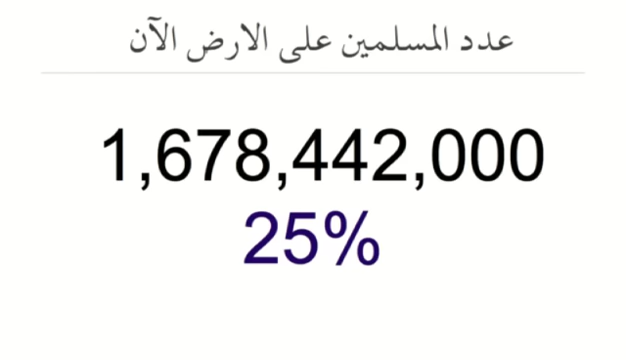 عدد المسلمين على الارض الآن
1,678,442,000
25%